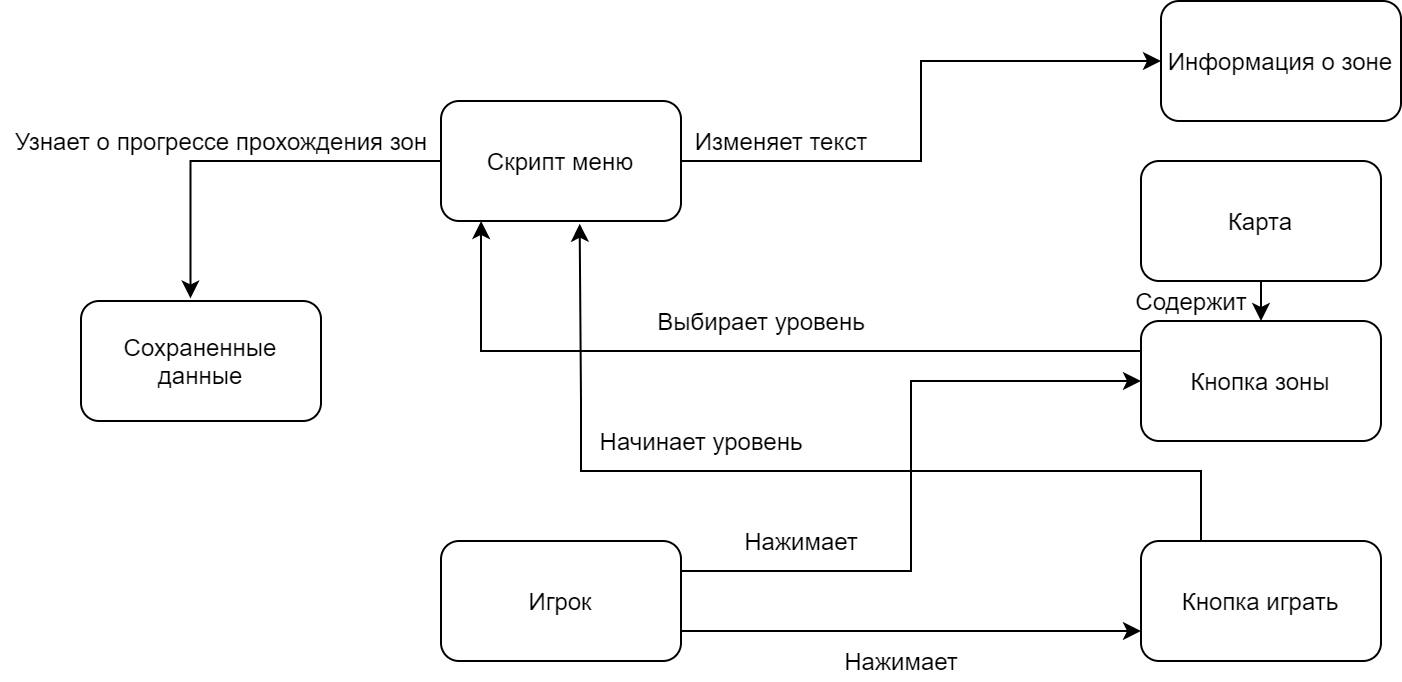 Информация о зоне
Узнает о прогрессе прохождения зон
Скрипт меню
Изменяет текст
Карта
Содержит
Выбирает уровень
Сохраненные
данные
Кнопка зоны
Начинает уровень
Нажимает
Игрок
Кнопка играть
Нажимает